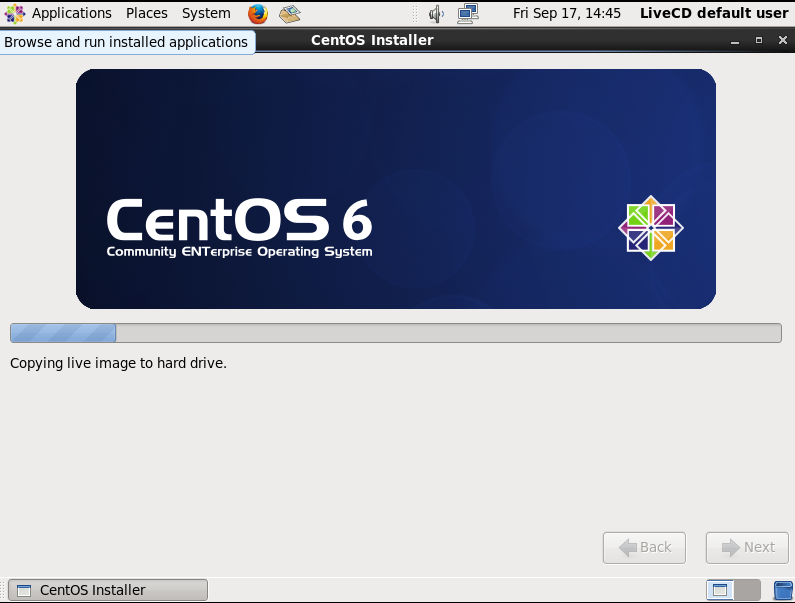 Applications Places System Fri Sep 17, 14:45 LiveCD default user
Browse and run installed applications
CentOS Installer
CentOS 6
Community ENTerprise Operating System
Copying live image to hard drive.
Back Next
CentOS Installer